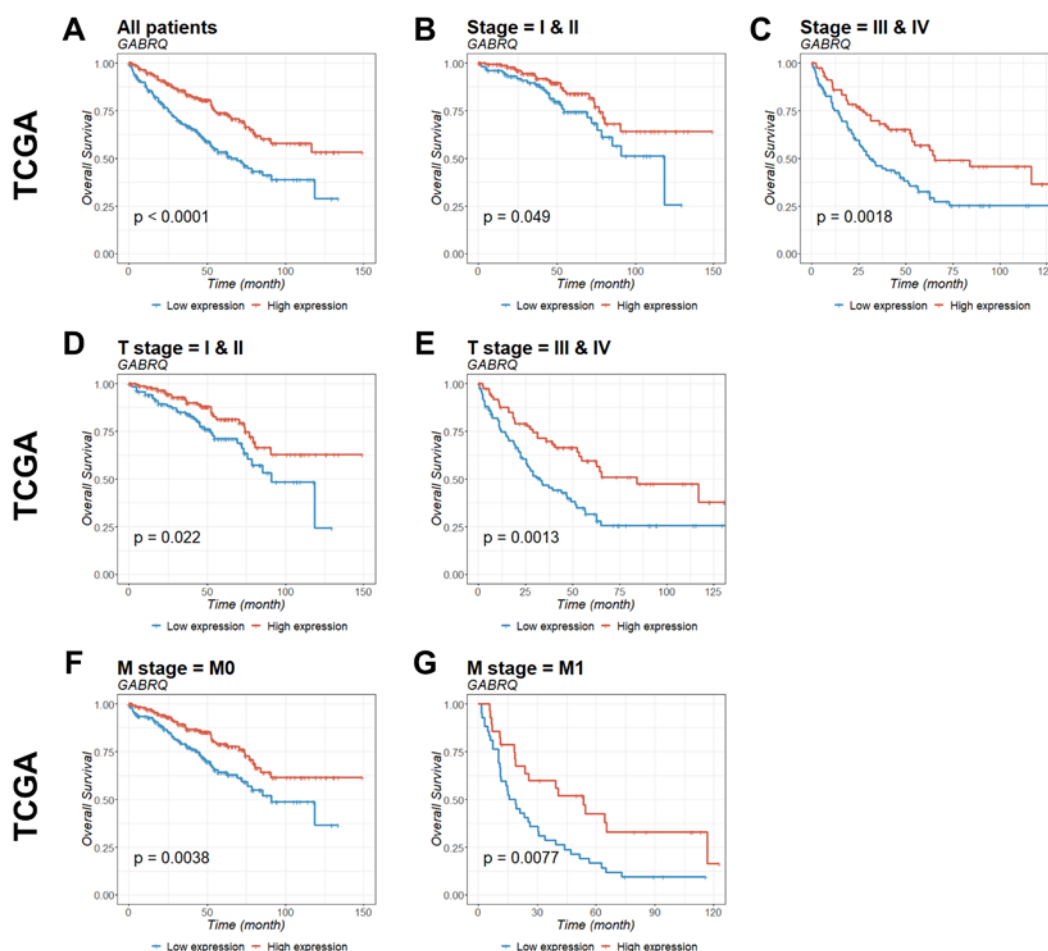 TCGA
A All patients
GABRQ
Overall Survival
1.00
0.75
0.50
0.25
0.00
p < 0.0001
0 50 100 150
Time (month)
Low expression High expression
B Stage = I & II
GABRQ
Overall Survival
1.00
0.75
0.50
0.25
0.00
p = 0.049
0 50 100 150
Time (month)
Low expression High expression
C Stage = III & IV
GABRQ
Overall Survival
1.00
0.75
0.50
0.25
0.00
p = 0.0018
0 25 50 75 100 125
Time (month)
Low expression High expression
TCGA
D T stage = I & II
GABRQ
Overall Survival
1.00
0.75
0.50
0.25
0.00
p = 0.022
0 50 100 150
Time (month)
Low expression High expression
E T stage = III & IV
GABRQ
Overall Survival
1.00
0.75
0.50
0.25
0.00
p = 0.0013
0 25 50 75 100 125
Time (month)
Low expression High expression
TCGA
F M stage = M0
GABRQ
Overall Survival
1.00
0.75
0.50
0.25
0.00
p = 0.0038
0 50 100 150
Time (month)
Low expression High expression
G M stage = M1
GABRQ
Overall Survival
1.00
0.75
0.50
0.25
0.00
p = 0.0077
0 30 60 90 120
Time (month)
Low expression High expression